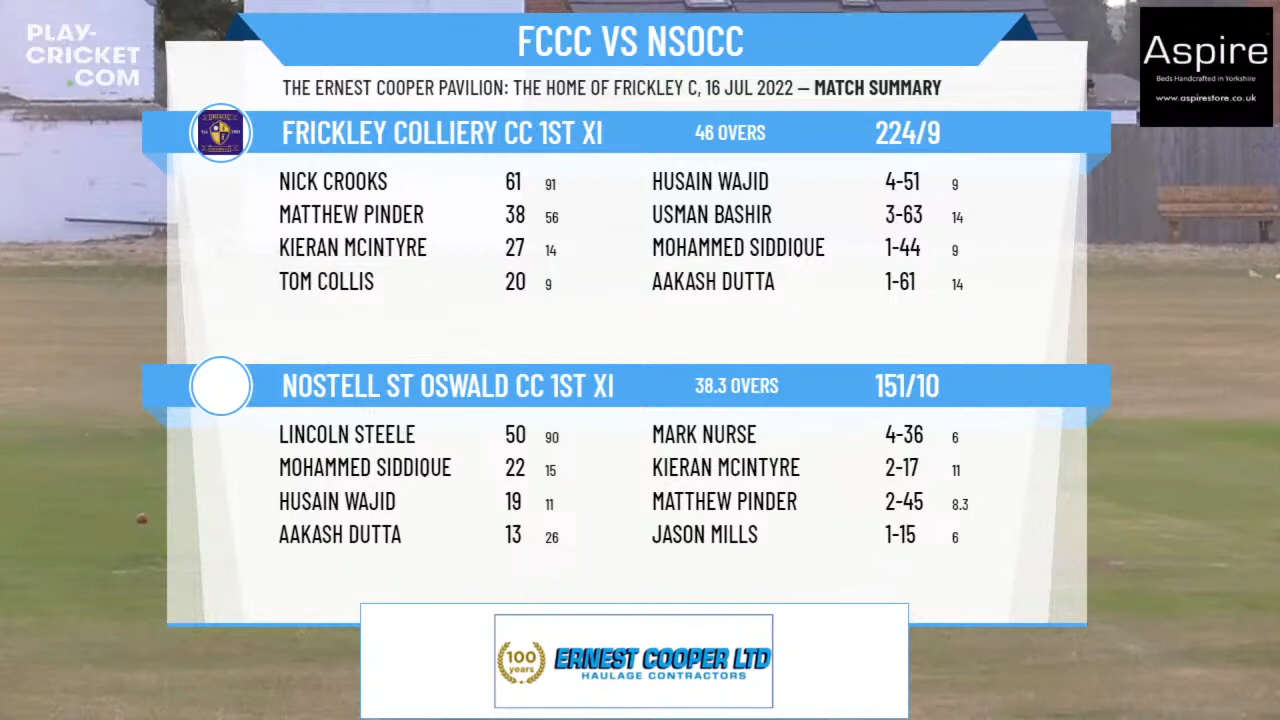 PLAY-
CRICKET
.COM
FCCC VS NSOCC
Aspire
Beds Handcrafted in Yorkshire
www.aspirestore.co.uk
THE ERNEST COOPER PAVILION: THE HOME OF FRICKLEY C, 16 JUL 2022 – MATCH SUMMARY
FRICKLEY COLLIERY CC 1ST XI 46 OVERS 224/9
NICK CROOKS 61 91 HUSAIN WAJID 4-51 9
MATTHEW PINDER 38 56 USMAN BASHIR 3-63 14
KIERAN MCINTYRE 27 14 MOHAMMED SIDDIQUE 1-44 9
TOM COLLIS 20 9 AAKASH DUTTA 1-61 14
NOSTELL ST OSWALD CC 1ST XI 38.3 OVERS 151/10
LINCOLN STEELE 50 90 MARK NURSE 4-36 6
MOHAMMED SIDDIQUE 22 15 KIERAN MCINTYRE 2-17 11
HUSAIN WAJID 19 11 MATTHEW PINDER 2-45 8.3
AAKASH DUTTA 13 26 JASON MILLS 1-15 6
100 years
ERNEST COOPER LTD
HAULAGE CONTRACTORS